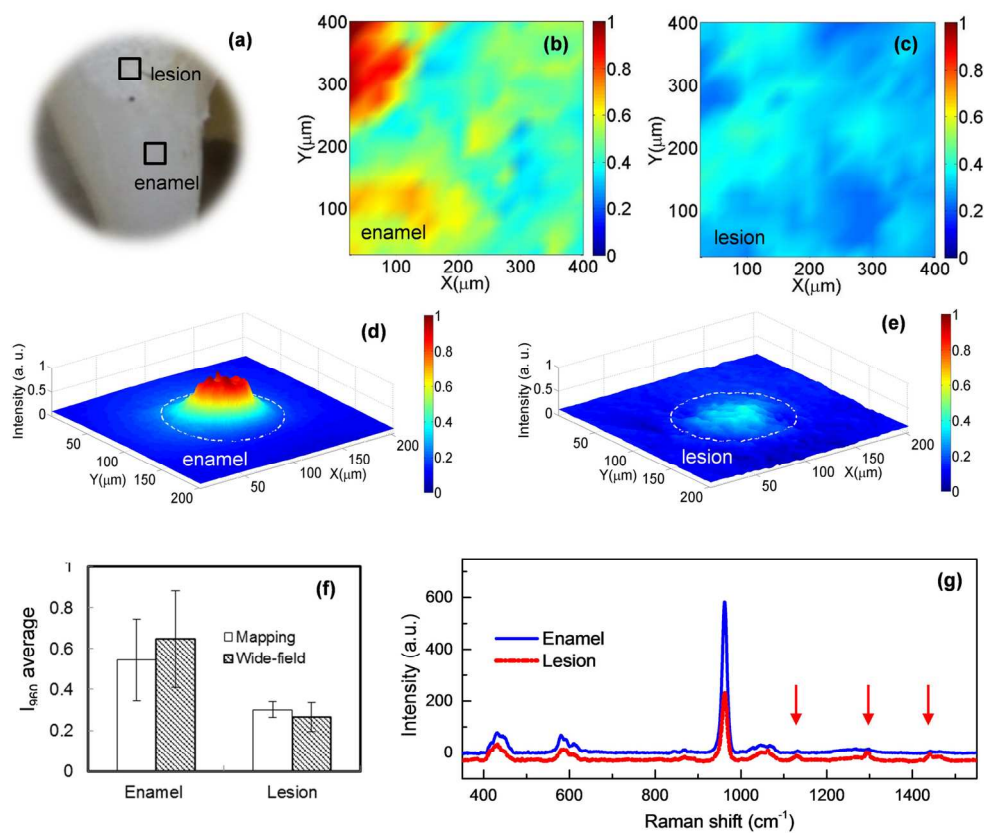 (a)
lesion
enamel
(b)
400
300
200
100
Y(μm)
enamel
100 200 300 400
X(μm)
1
0.8
0.6
0.4
0.2
0
(c)
400
300
200
100
Y(μm)
lesion
100 200 300 400
X(μm)
1
0.8
0.6
0.4
0.2
0
(d)
Intensity (a. u.)
1
0.5
0
enamel
50
100
150
200
Y(μm)
50
100
150
200
X(μm)
1
0.8
0.6
0.4
0.2
0
(e)
Intensity (a. u.)
1
0.5
0
lesion
50
100
150
200
Y(μm)
50
100
150
200
X(μm)
1
0.8
0.6
0.4
0.2
0
(f)
I960 average
1
0.8
0.6
0.4
0.2
0
Mapping
Wide-field
Enamel Lesion
(g)
Intensity (a.u.)
600
400
200
0
Enamel
Lesion
400 600 800 1000 1200 1400
Raman shift (cm-1)